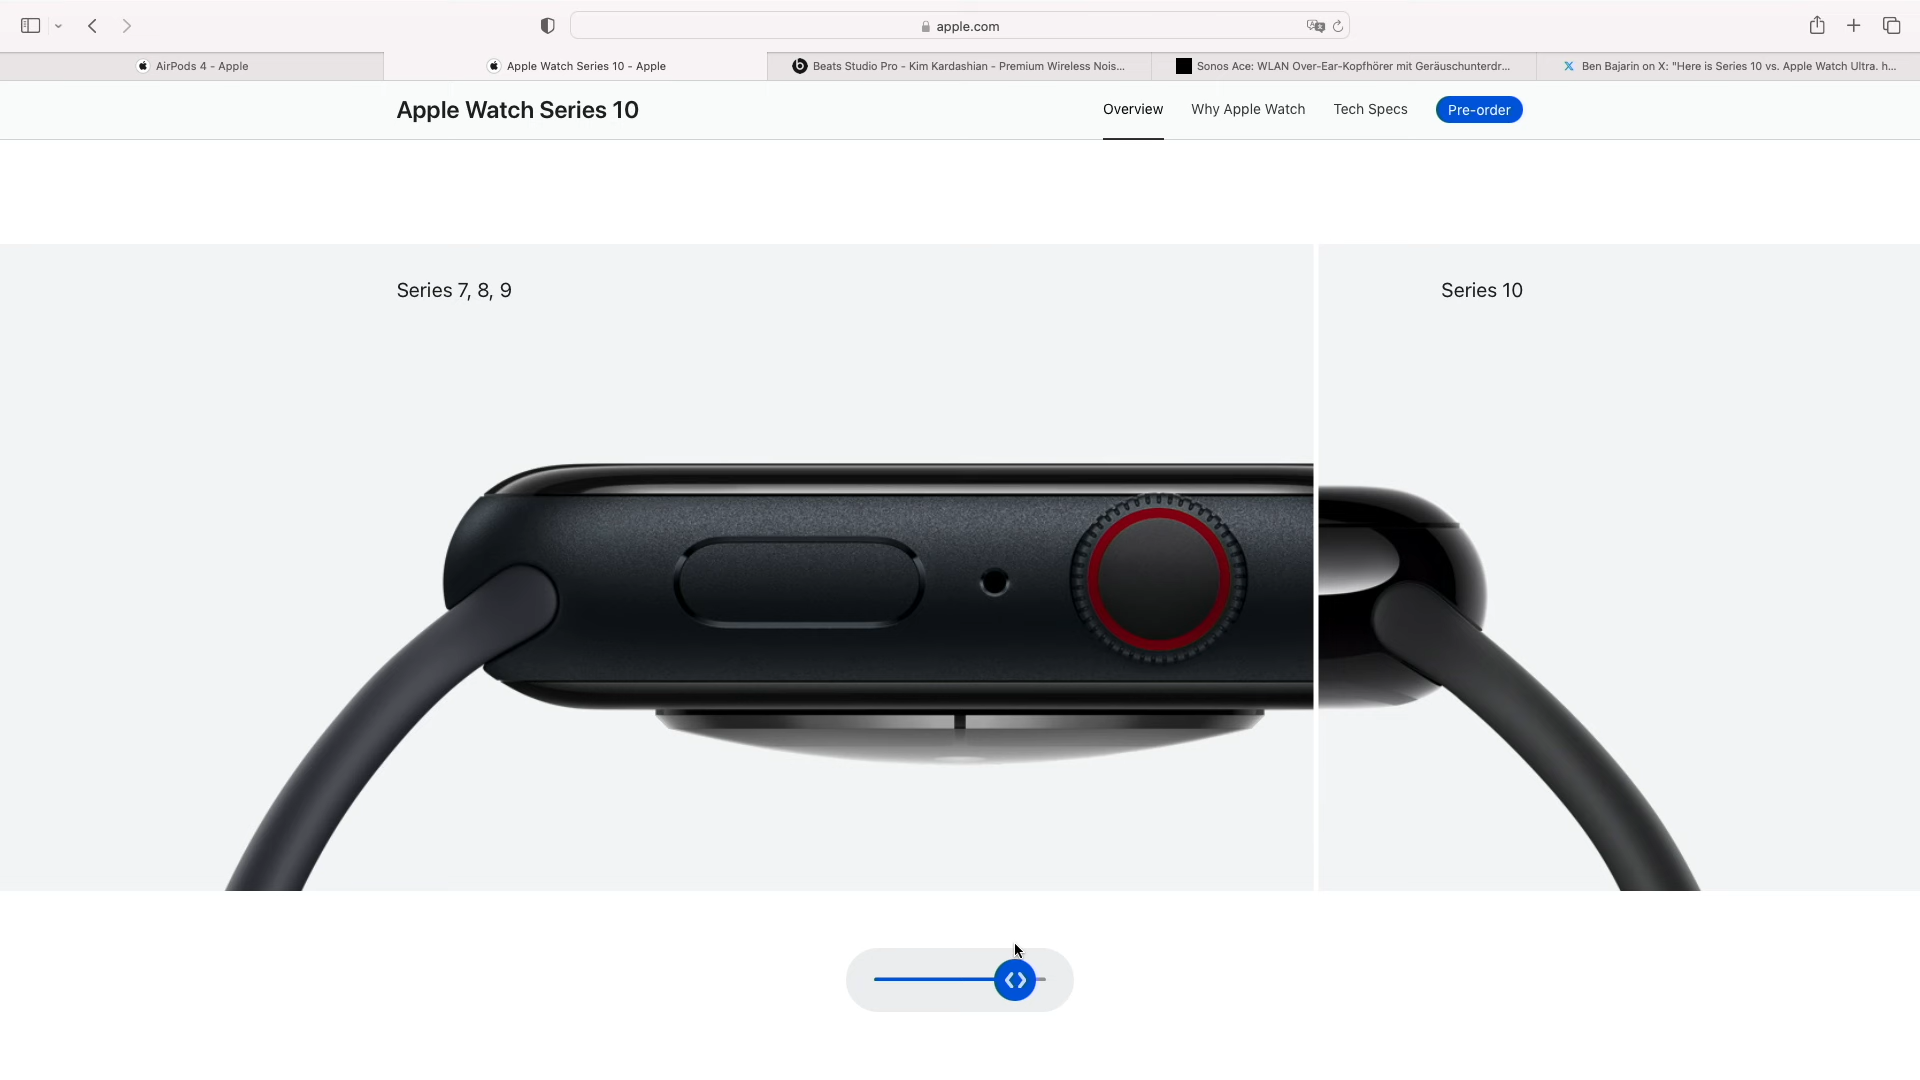 apple.com
AirPods 4 - Apple
Apple Watch Series 10 - Apple
Beats Studio Pro - Kim Kardashian - Premium Wireless Nois...
Sonos Ace: WLAN Over-Ear-Kopfhörer mit Geräuschunterdr...
Ben Bajarin on X: "Here is Series 10 vs. Apple Watch Ultra. h...
Apple Watch Series 10
Overview
Why Apple Watch
Tech Specs
Pre-order
Series 7, 8, 9
Series 10